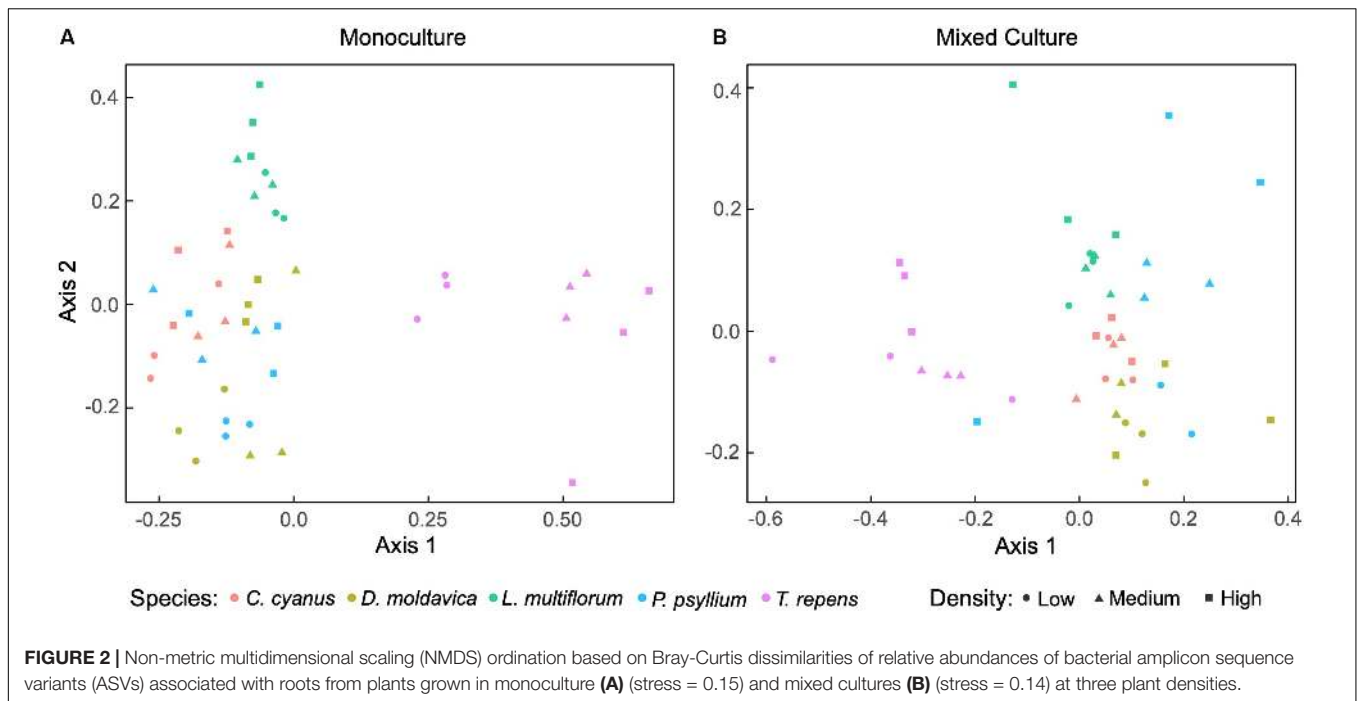 A Monoculture B Mixed Culture
0.4
0.2
0.0
-0.2
Axis 2
-0.25 0.0 0.25 0.50
Axis 1
0.4
0.2
0.0
-0.2
-0.6 -0.4 -0.2 0.0 0.2 0.4
Axis 1
Species: C. cyanus D. moldavica L. multiflorum P. psyllium T. repens Density: Low Medium High
FIGURE 2 | Non-metric multidimensional scaling (NMDS) ordination based on Bray-Curtis dissimilarities of relative abundances of bacterial amplicon sequence
variants (ASVs) associated with roots from plants grown in monoculture (A) (stress = 0.15) and mixed cultures (B) (stress = 0.14) at three plant densities.